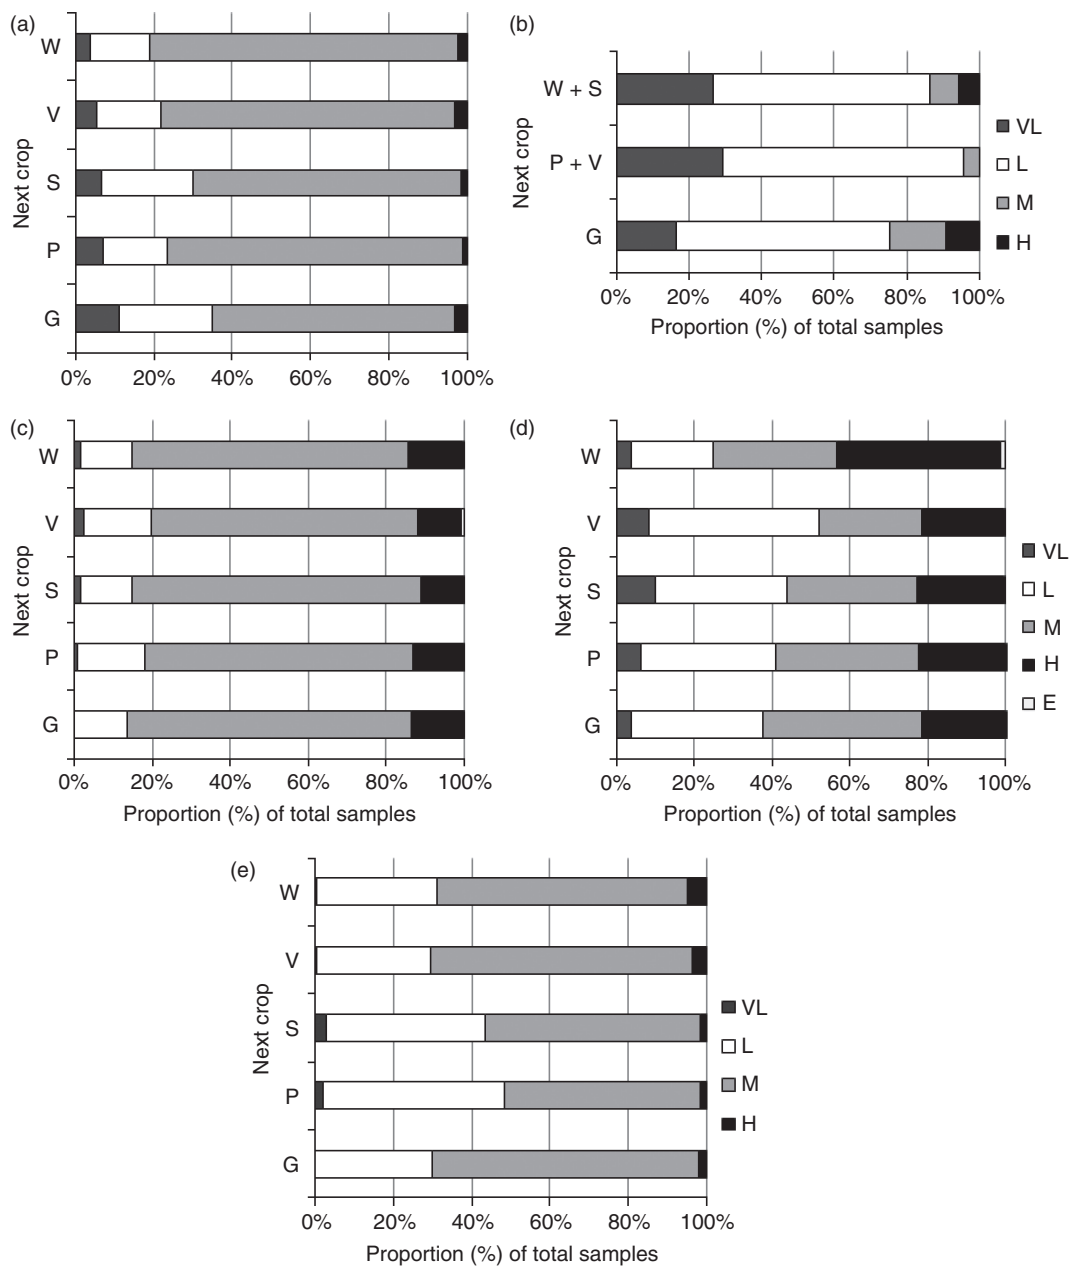 (a)
W
V
S
P
G
Next crop
0% 20% 40% 60% 80% 100%
(b)
W + S
P + V
G
Next crop
0% 20% 40% 60% 80% 100%
Proportion (%) of total samples
VL
L
M
H
(c)
W
V
S
P
G
Next crop
0% 20% 40% 60% 80% 100%
Proportion (%) of total samples
(d)
W
V
S
P
G
Next crop
0% 20% 40% 60% 80% 100%
Proportion (%) of total samples
VL
L
M
H
E
(e)
W
V
S
P
G
Next crop
0% 20% 40% 60% 80% 100%
Proportion (%) of total samples
VL
L
M
H